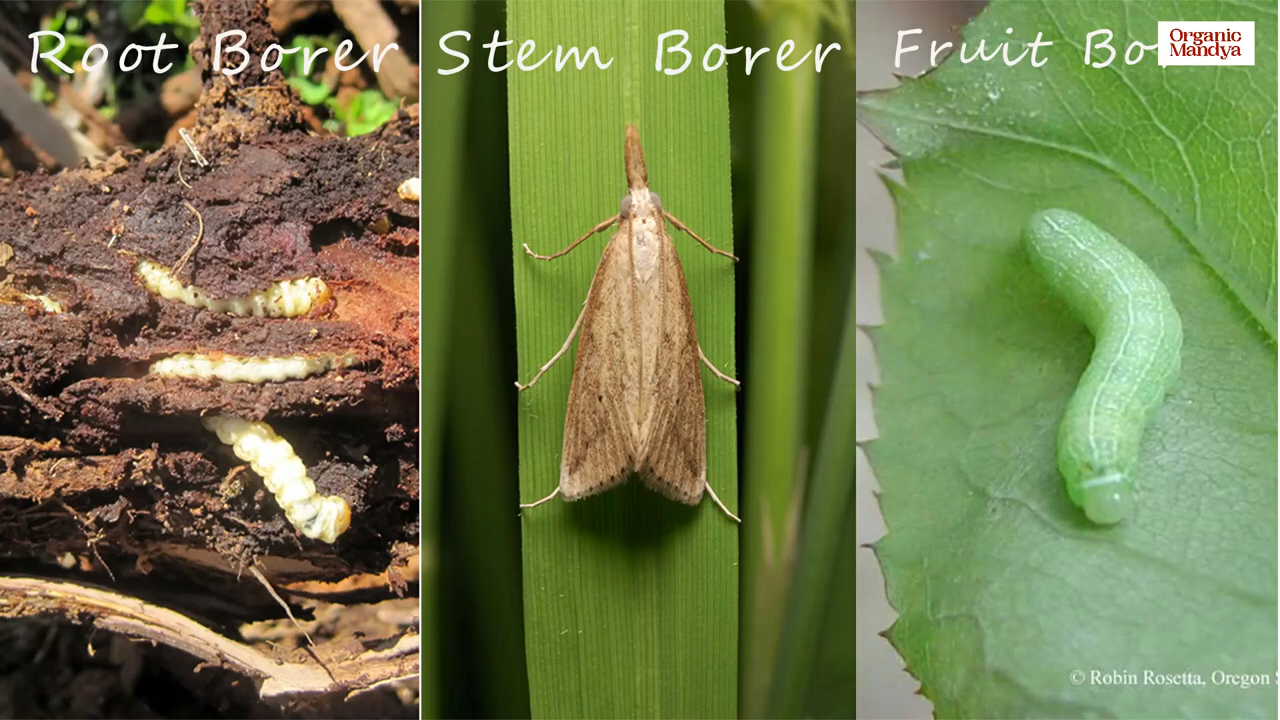 Root Borer
Stem Borer
Fruit Bo
Organic
Mandya
© Robin Rosetta, Oregon S